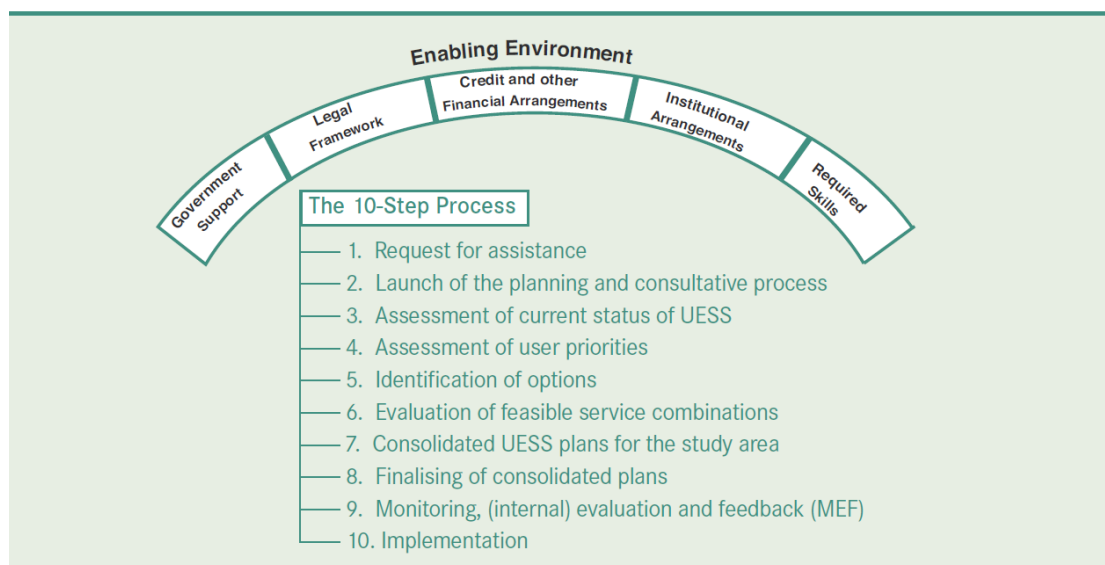 Enabling Environment
Government
Support
Legal
Framework
Credit and other
Financial Arrangements
Institutional
Arrangements
Required
Skills
The 10-Step Process
1. Request for assistance
2. Launch of the planning and consultative process
3. Assessment of current status of UESS
4. Assessment of user priorities
5. Identification of options
6. Evaluation of feasible service combinations
7. Consolidated UESS plans for the study area
8. Finalising of consolidated plans
9. Monitoring, (internal) evaluation and feedback (MEF)
10. Implementation